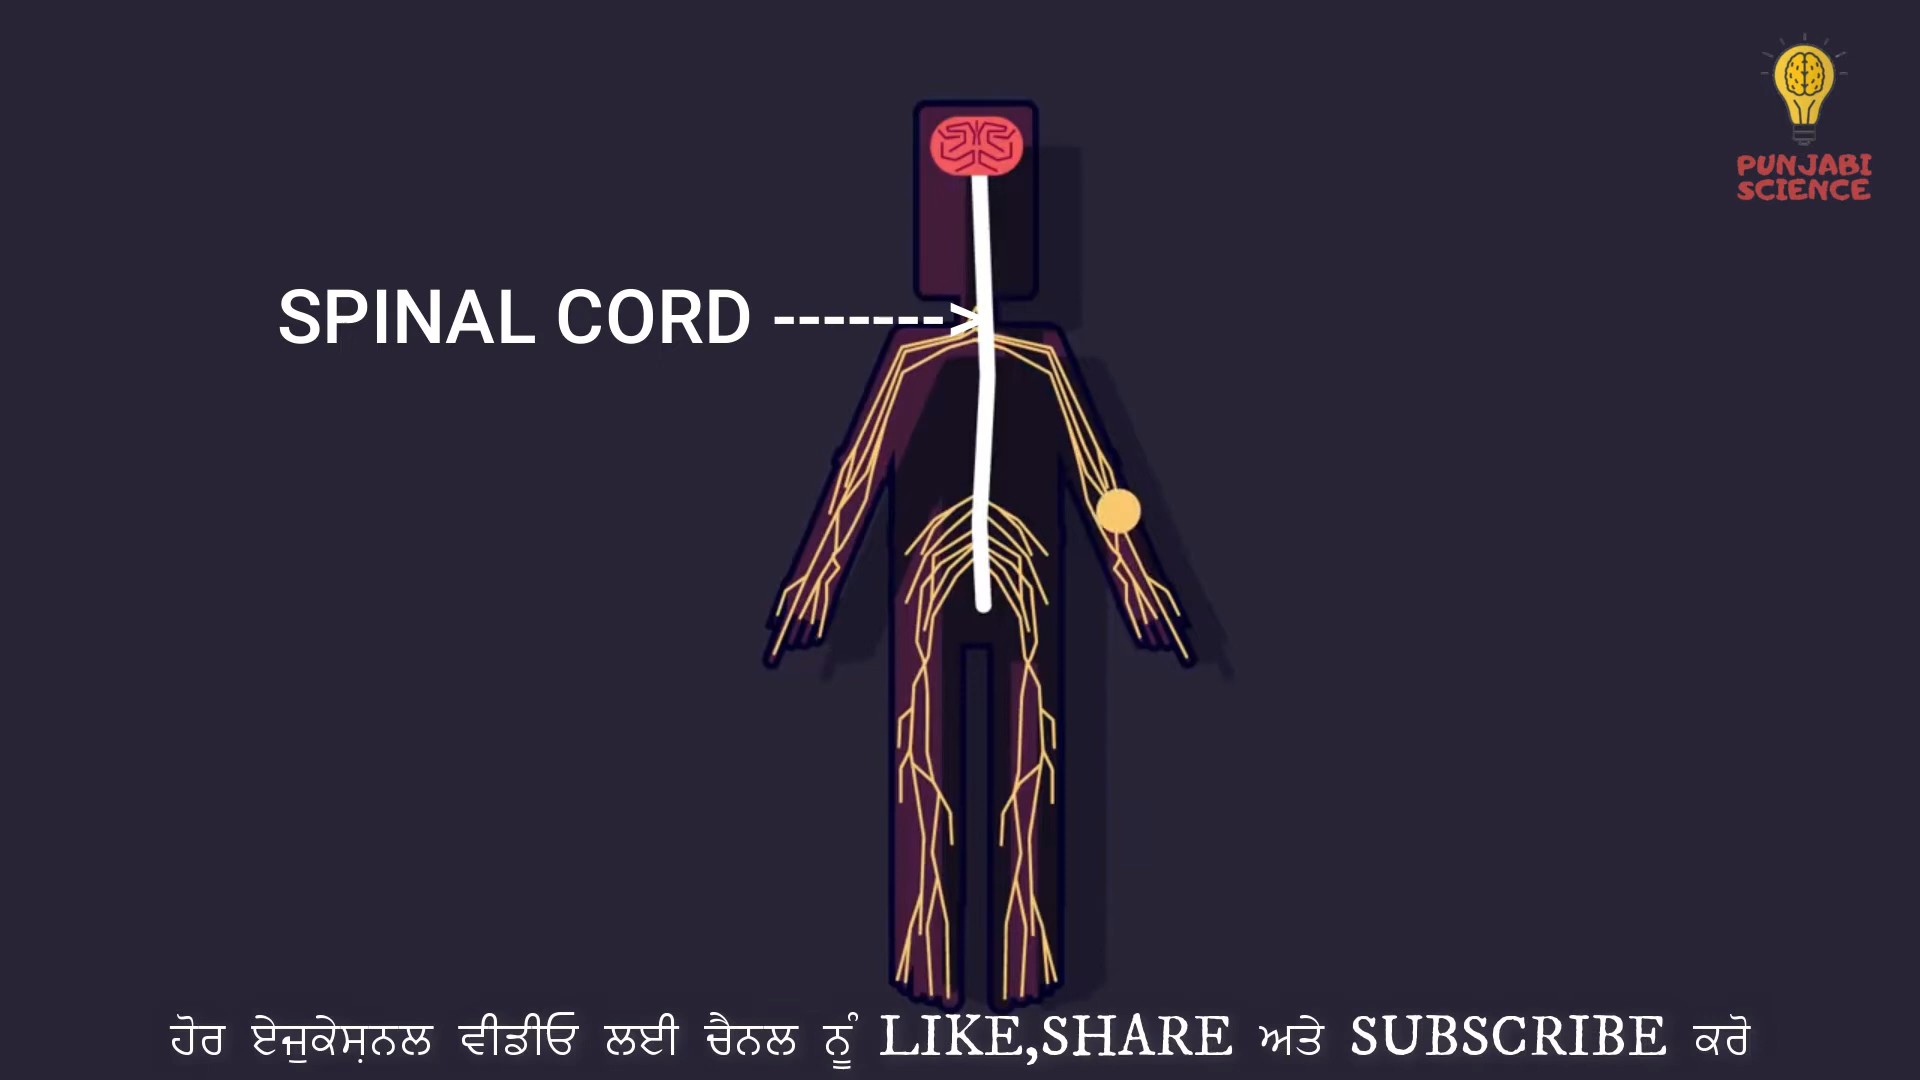 PUNJABI
SCIENCE
SPINAL CORD ------->
ਹੋਰ ਏਜੁਕੇਸ਼ਨਲ ਵੀਡੀਓ ਲਈ ਚੈਨਲ ਨੂੰ LIKE,SHARE ਅਤੇ SUBSCRIBE ਕਰੋ